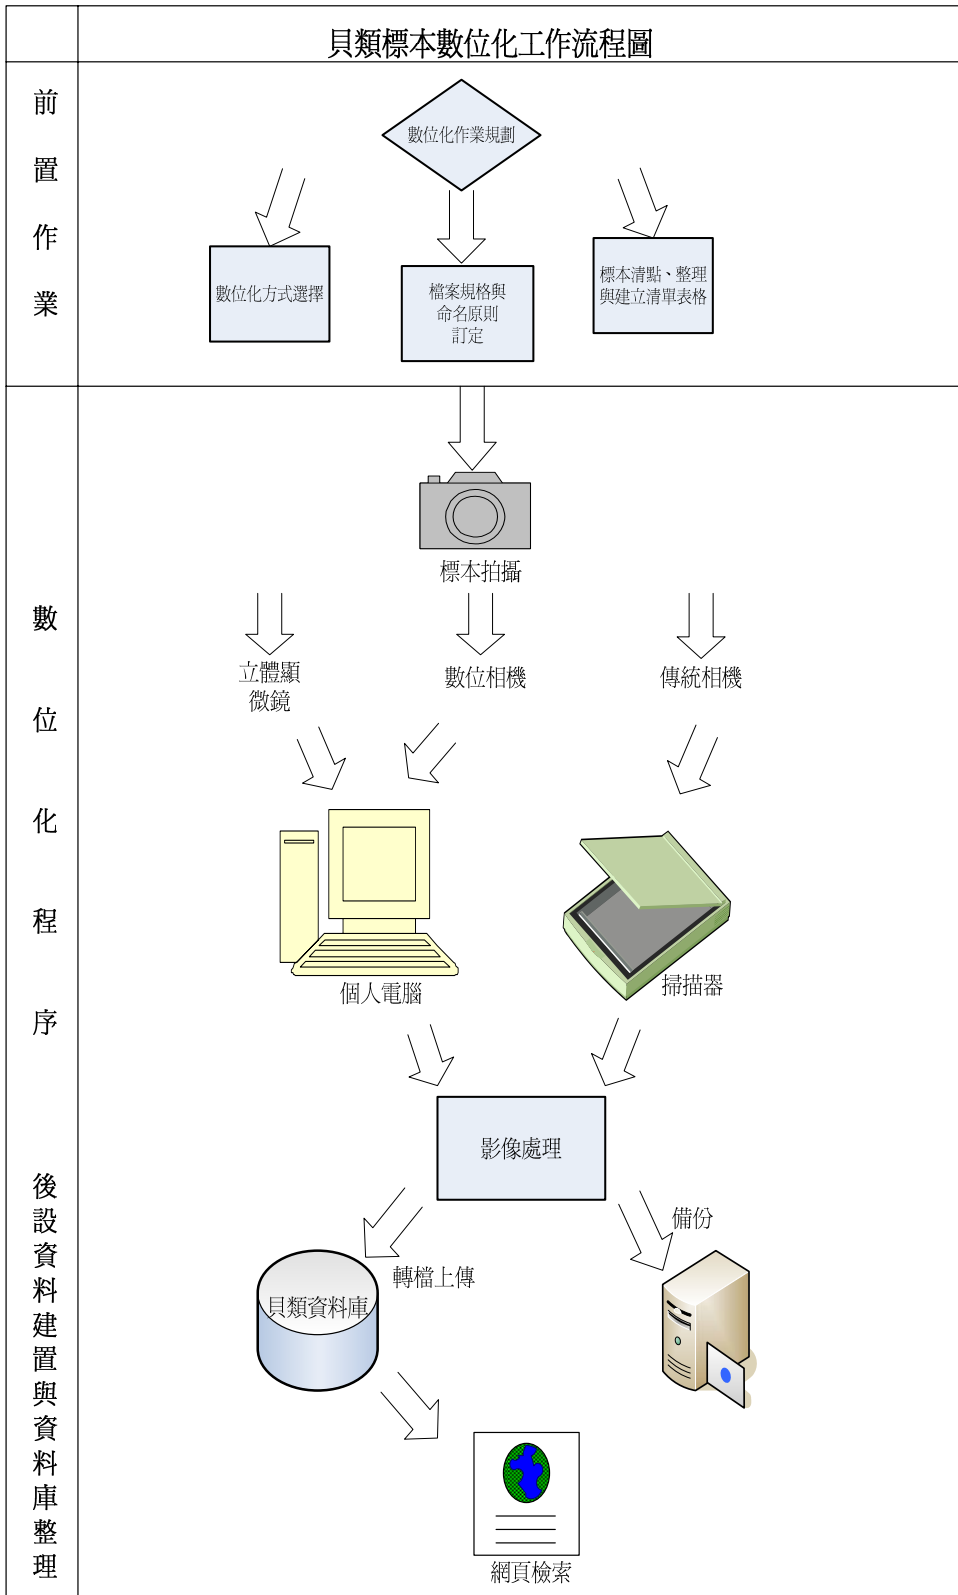 貝類標本數位化工作流程圖
前置作業
數位化作業規劃
數位化方式選擇
檔案規格與
命名原則
訂定
標本清點、整理
與建立清單表格
數位化程序
標本拍攝
立體顯
微鏡
數位相機
傳統相機
個人電腦
掃描器
影像處理
後設資料建置與資料庫整理
轉檔上傳
備份
貝類資料庫
網頁檢索